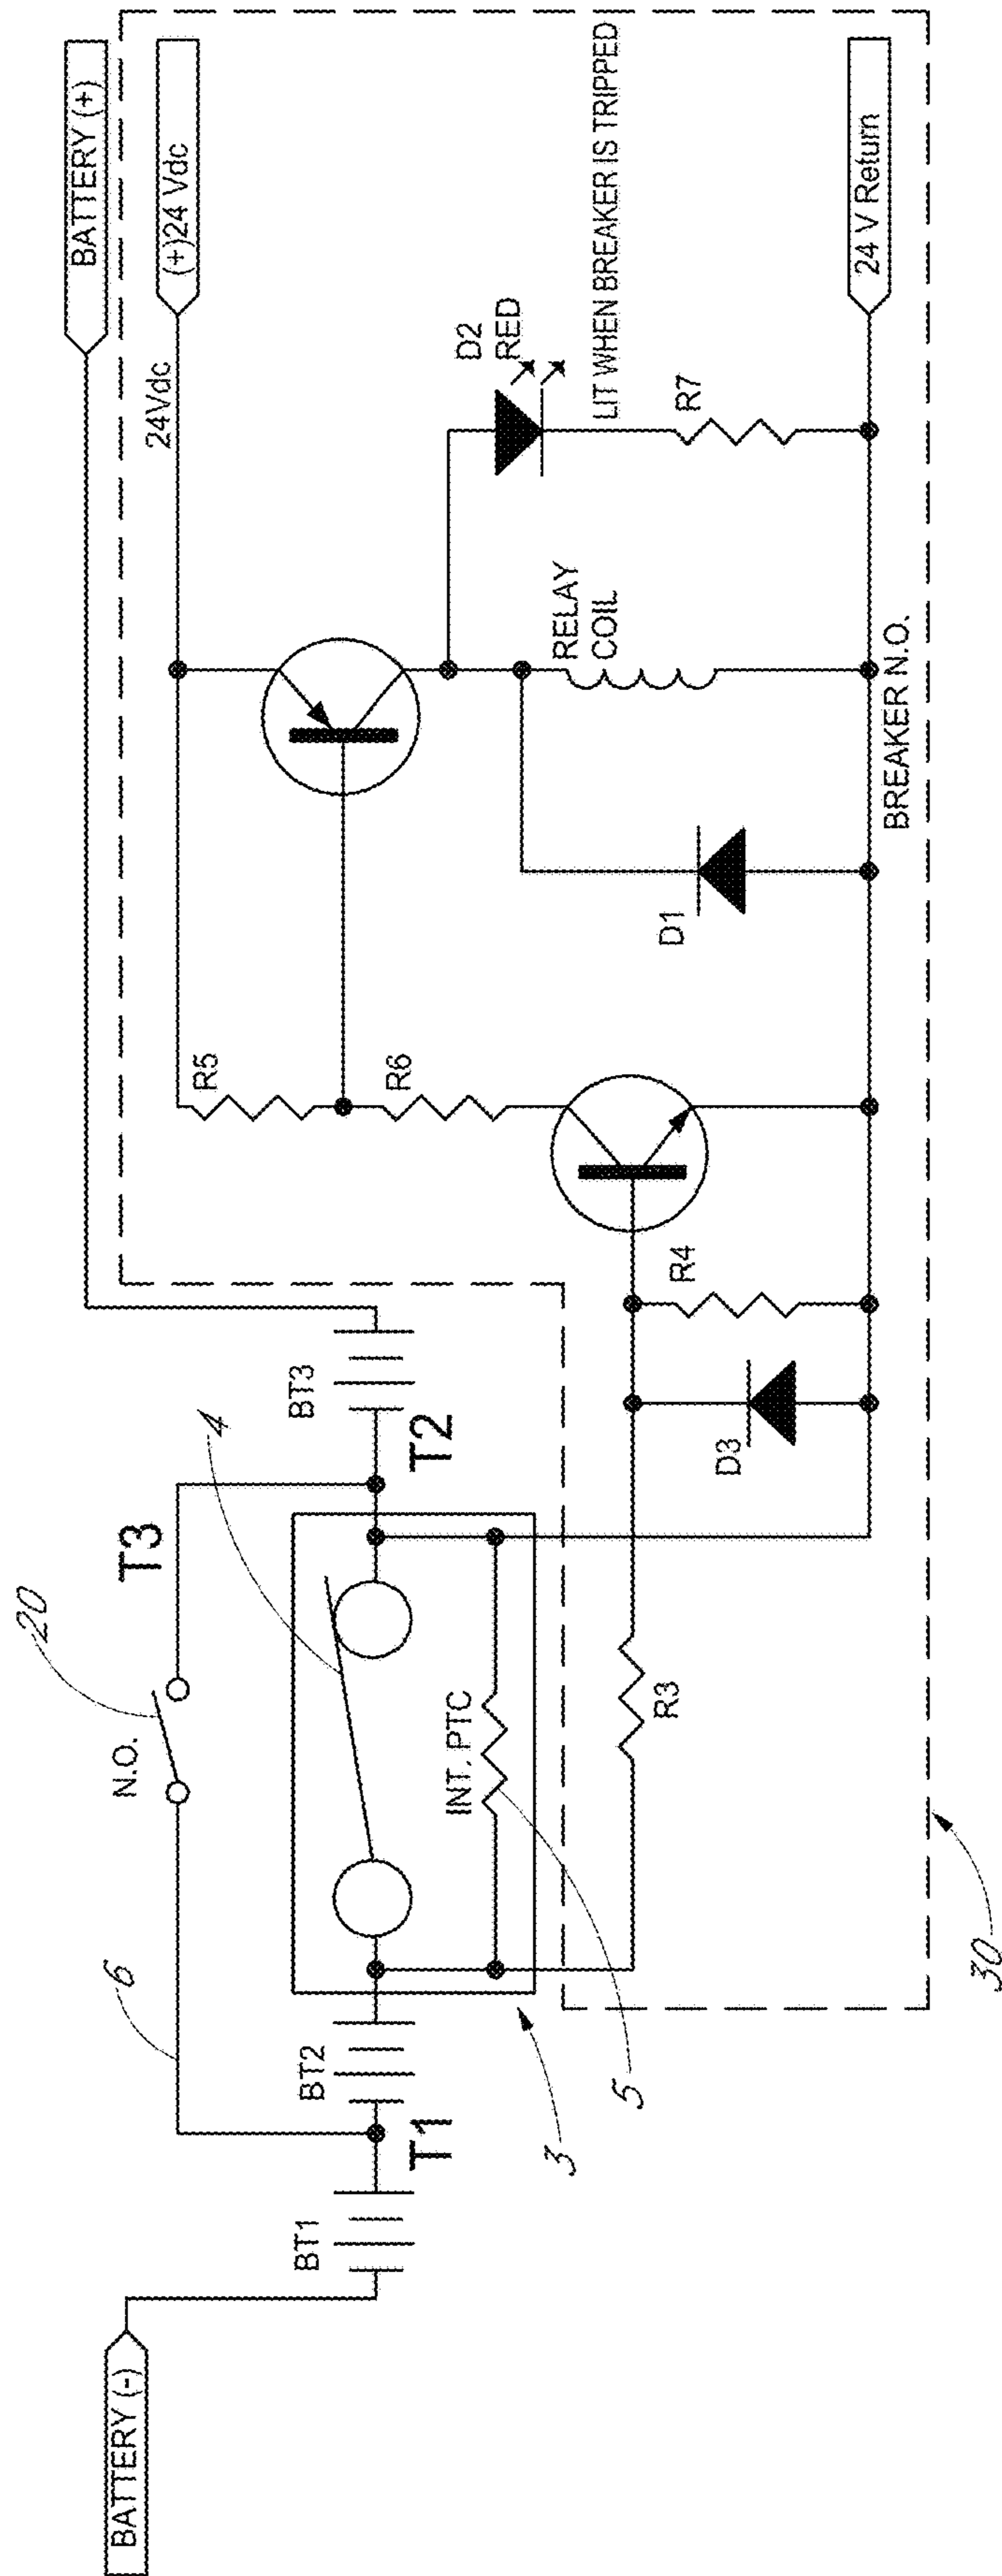 BATTERY (+)
(+)24 Vdc
24Vdc
D2
RED
LIT WHEN BREAKER IS TRIPPED
R7
24 V Return
RELAY
COIL
BREAKER N.O.
D1
R5
R6
R4
D3
BT3
T2
4
T3
20
N.O.
INT. PTC
R3
6
BT2
T1
BT1
5
3
30
BATTERY (-)